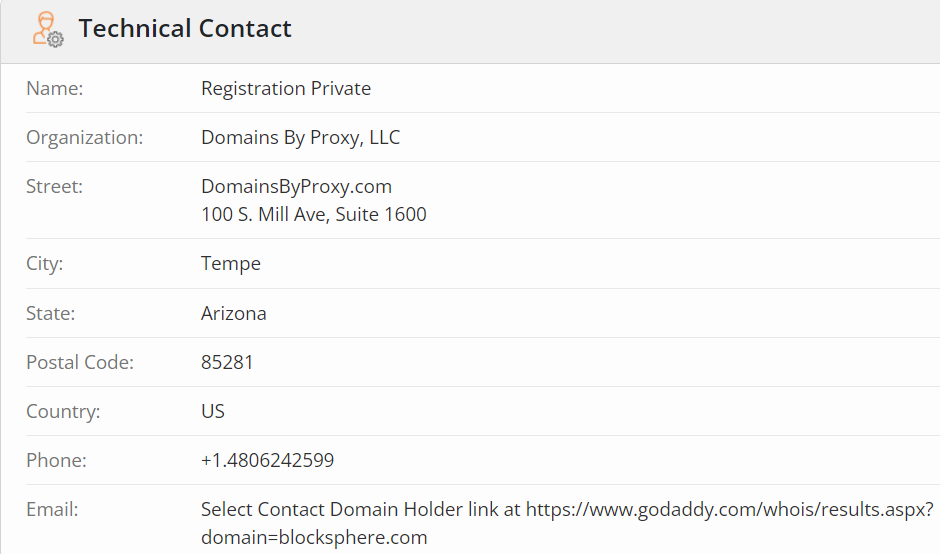 Technical Contact
Name: Registration Private
Organization: Domains By Proxy, LLC
Street: DomainsByProxy.com
100 S. Mill Ave, Suite 1600
City: Tempe
State: Arizona
Postal Code: 85281
Country: US
Phone: +1.4806242599
Email: Select Contact Domain Holder link at https://www.godaddy.com/whois/results.aspx?
domain=blocksphere.com